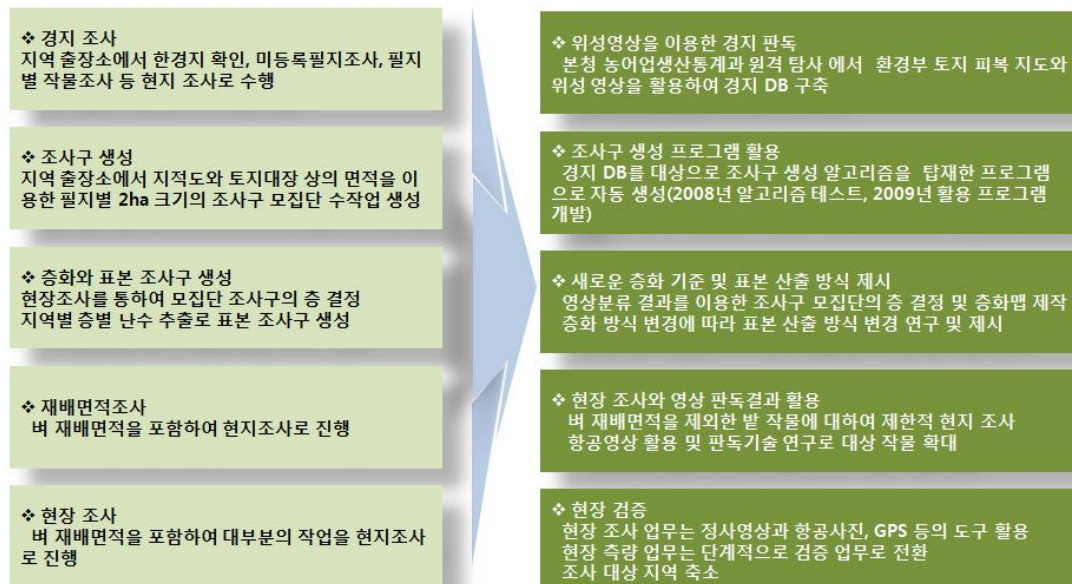 ❖ 경지 조사
지역 출장소에서 한경지 확인, 미등록필지조사, 필지
별 작물조사 등 현지 조사로 수행
❖ 조사구 생성
지역 출장소에서 지적도와 토지대장 상의 면적을 이
용한 필지별 2ha 크기의 조사구 모집단 수작업 생성
❖ 층화와 표본 조사구 생성
현장조사를 통하여 모집단 조사구의 층 결정
지역별 층별 난수 추출로 표본 조사구 생성
❖ 재배면적조사
벼 재배면적을 포함하여 현지조사로 진행
❖ 현장 조사
벼 재배면적을 포함하여 대부분의 작업을 현지조사
로 진행
❖ 위성영상을 이용한 경지 판독
본청 농어업생산통계과 원격 탐사 에서 환경부 토지 피복 지도와
위성 영상을 활용하여 경지 DB 구축
❖ 조사구 생성 프로그램 활용
경지 DB를 대상으로 조사구 생성 알고리즘을 탑재한 프로그램
으로 자동 생성(2008년 알고리즘 테스트, 2009년 활용 프로그램
개발)
❖ 새로운 층화 기준 및 표본 산출 방식 제시
영상분류 결과를 이용한 조사구 모집단의 층 결정 및 층화맵 제작
층화 방식 변경에 따라 표본 산출 방식 변경 연구 및 제시
❖ 현장 조사와 영상 판독결과 활용
벼 재배면적을 제외한 밭 작물에 대하여 제한적 현지 조사
항공영상 활용 및 판독기술 연구로 대상 작물 확대
❖ 현장 검증
현장 조사 업무는 정사영상과 항공사진, GPS 등의 도구 활용
현장 측량 업무는 단계적으로 검증 업무로 전환
조사 대상 지역 축소